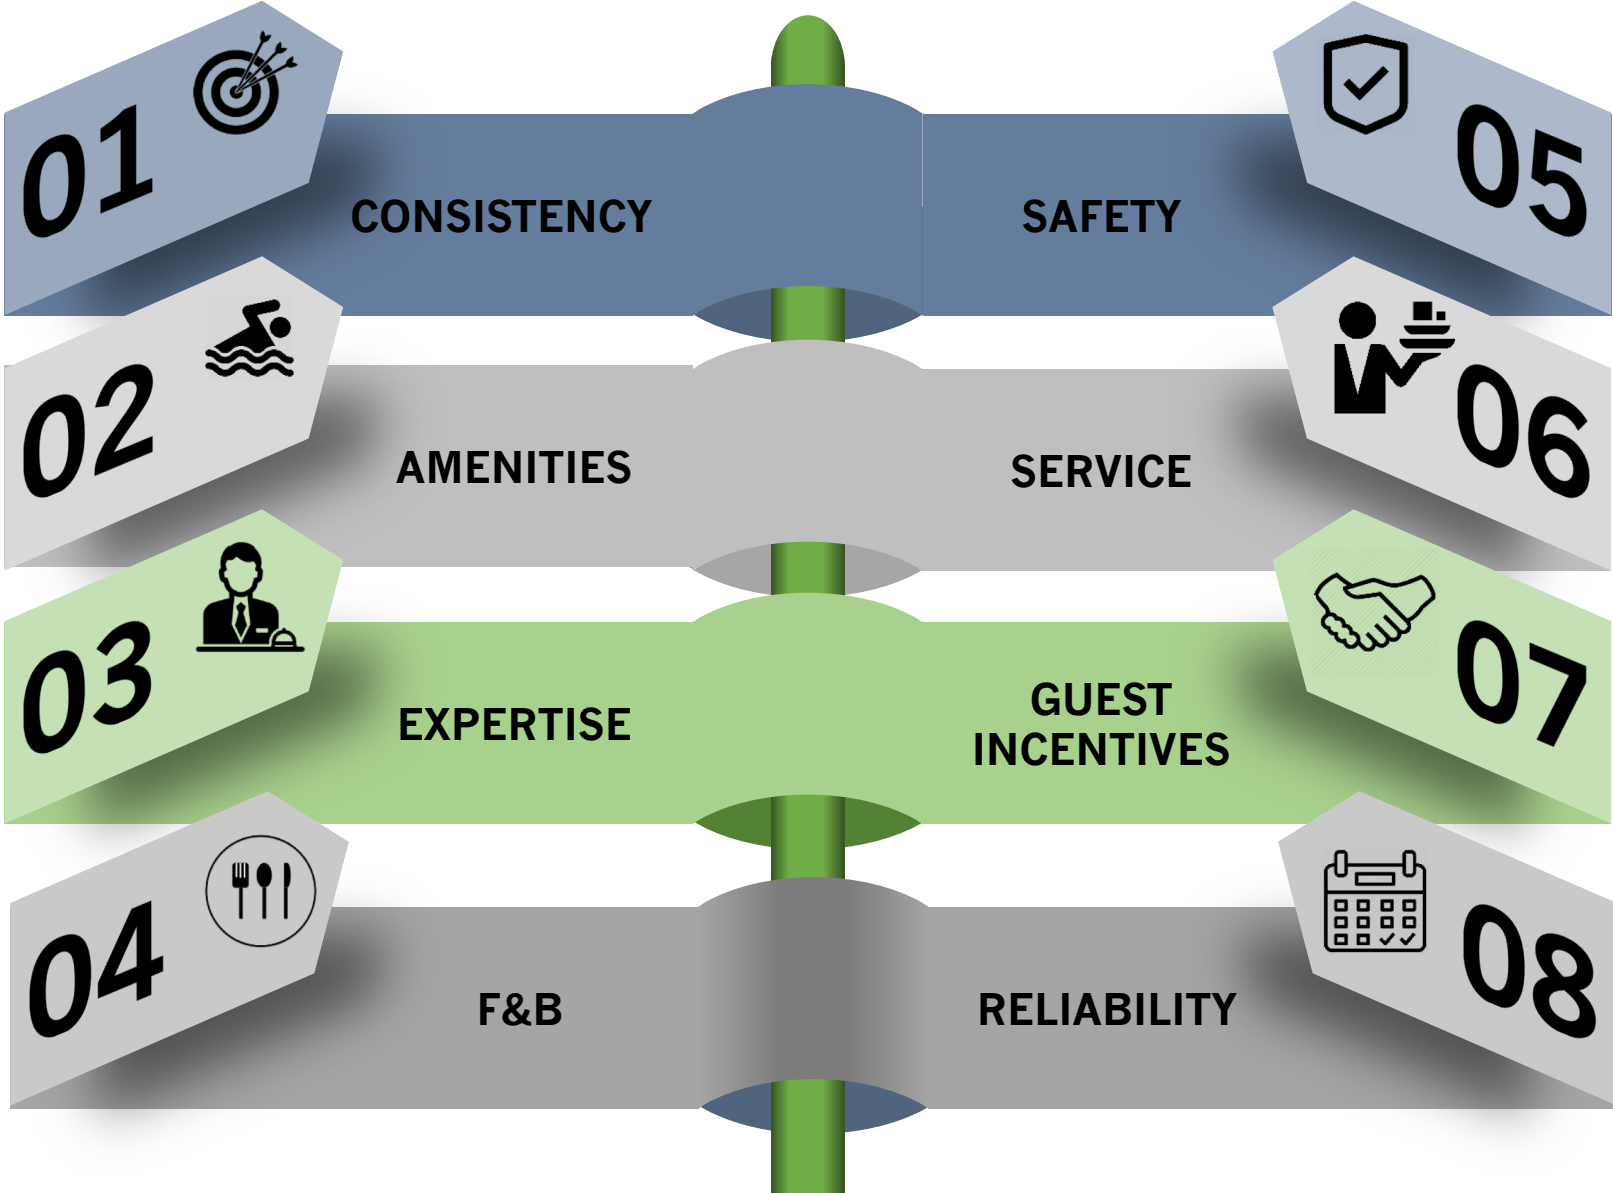 01
CONSISTENCY
02
AMENITIES
03
EXPERTISE
04
F&B
05
SAFETY
06
SERVICE
07
GUEST
INCENTIVES
08
RELIABILITY